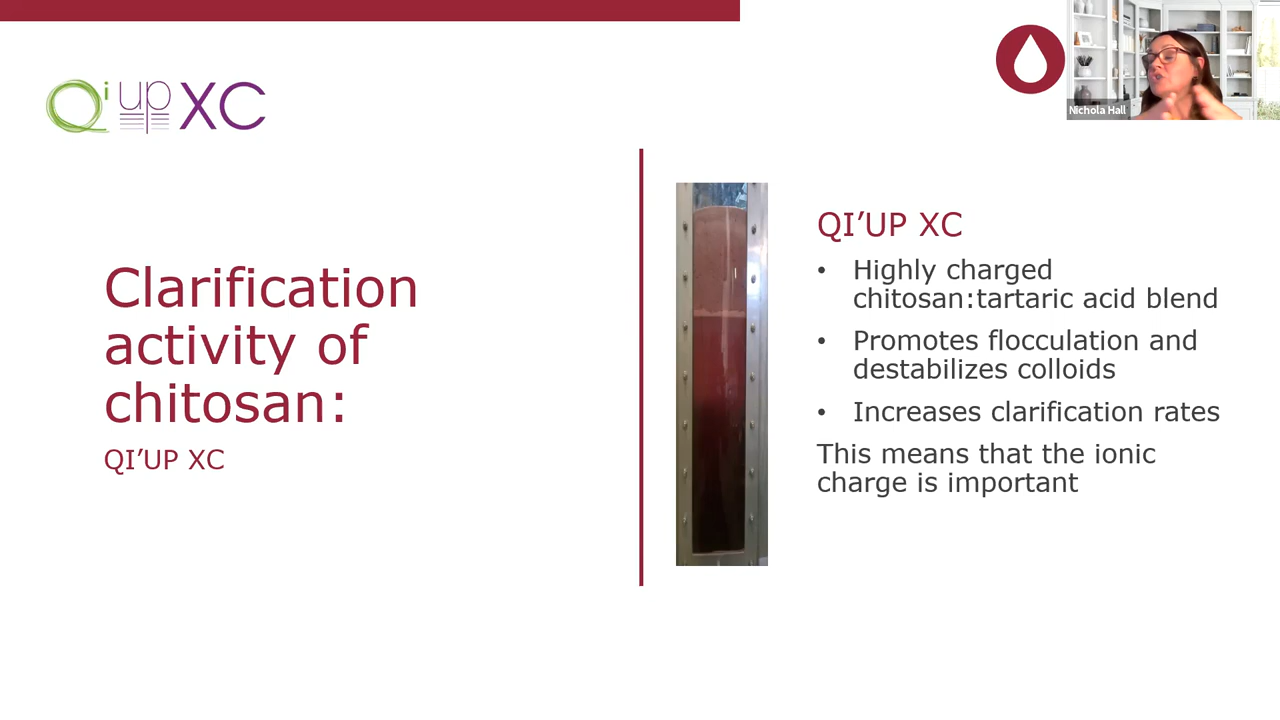 Qi up XC
Nichola Hall
Clarification
activity of
chitosan:
QI’UP XC
QI’UP XC
• Highly charged
chitosan:tartaric acid blend
• Promotes flocculation and
destabilizes colloids
• Increases clarification rates
This means that the ionic
charge is important